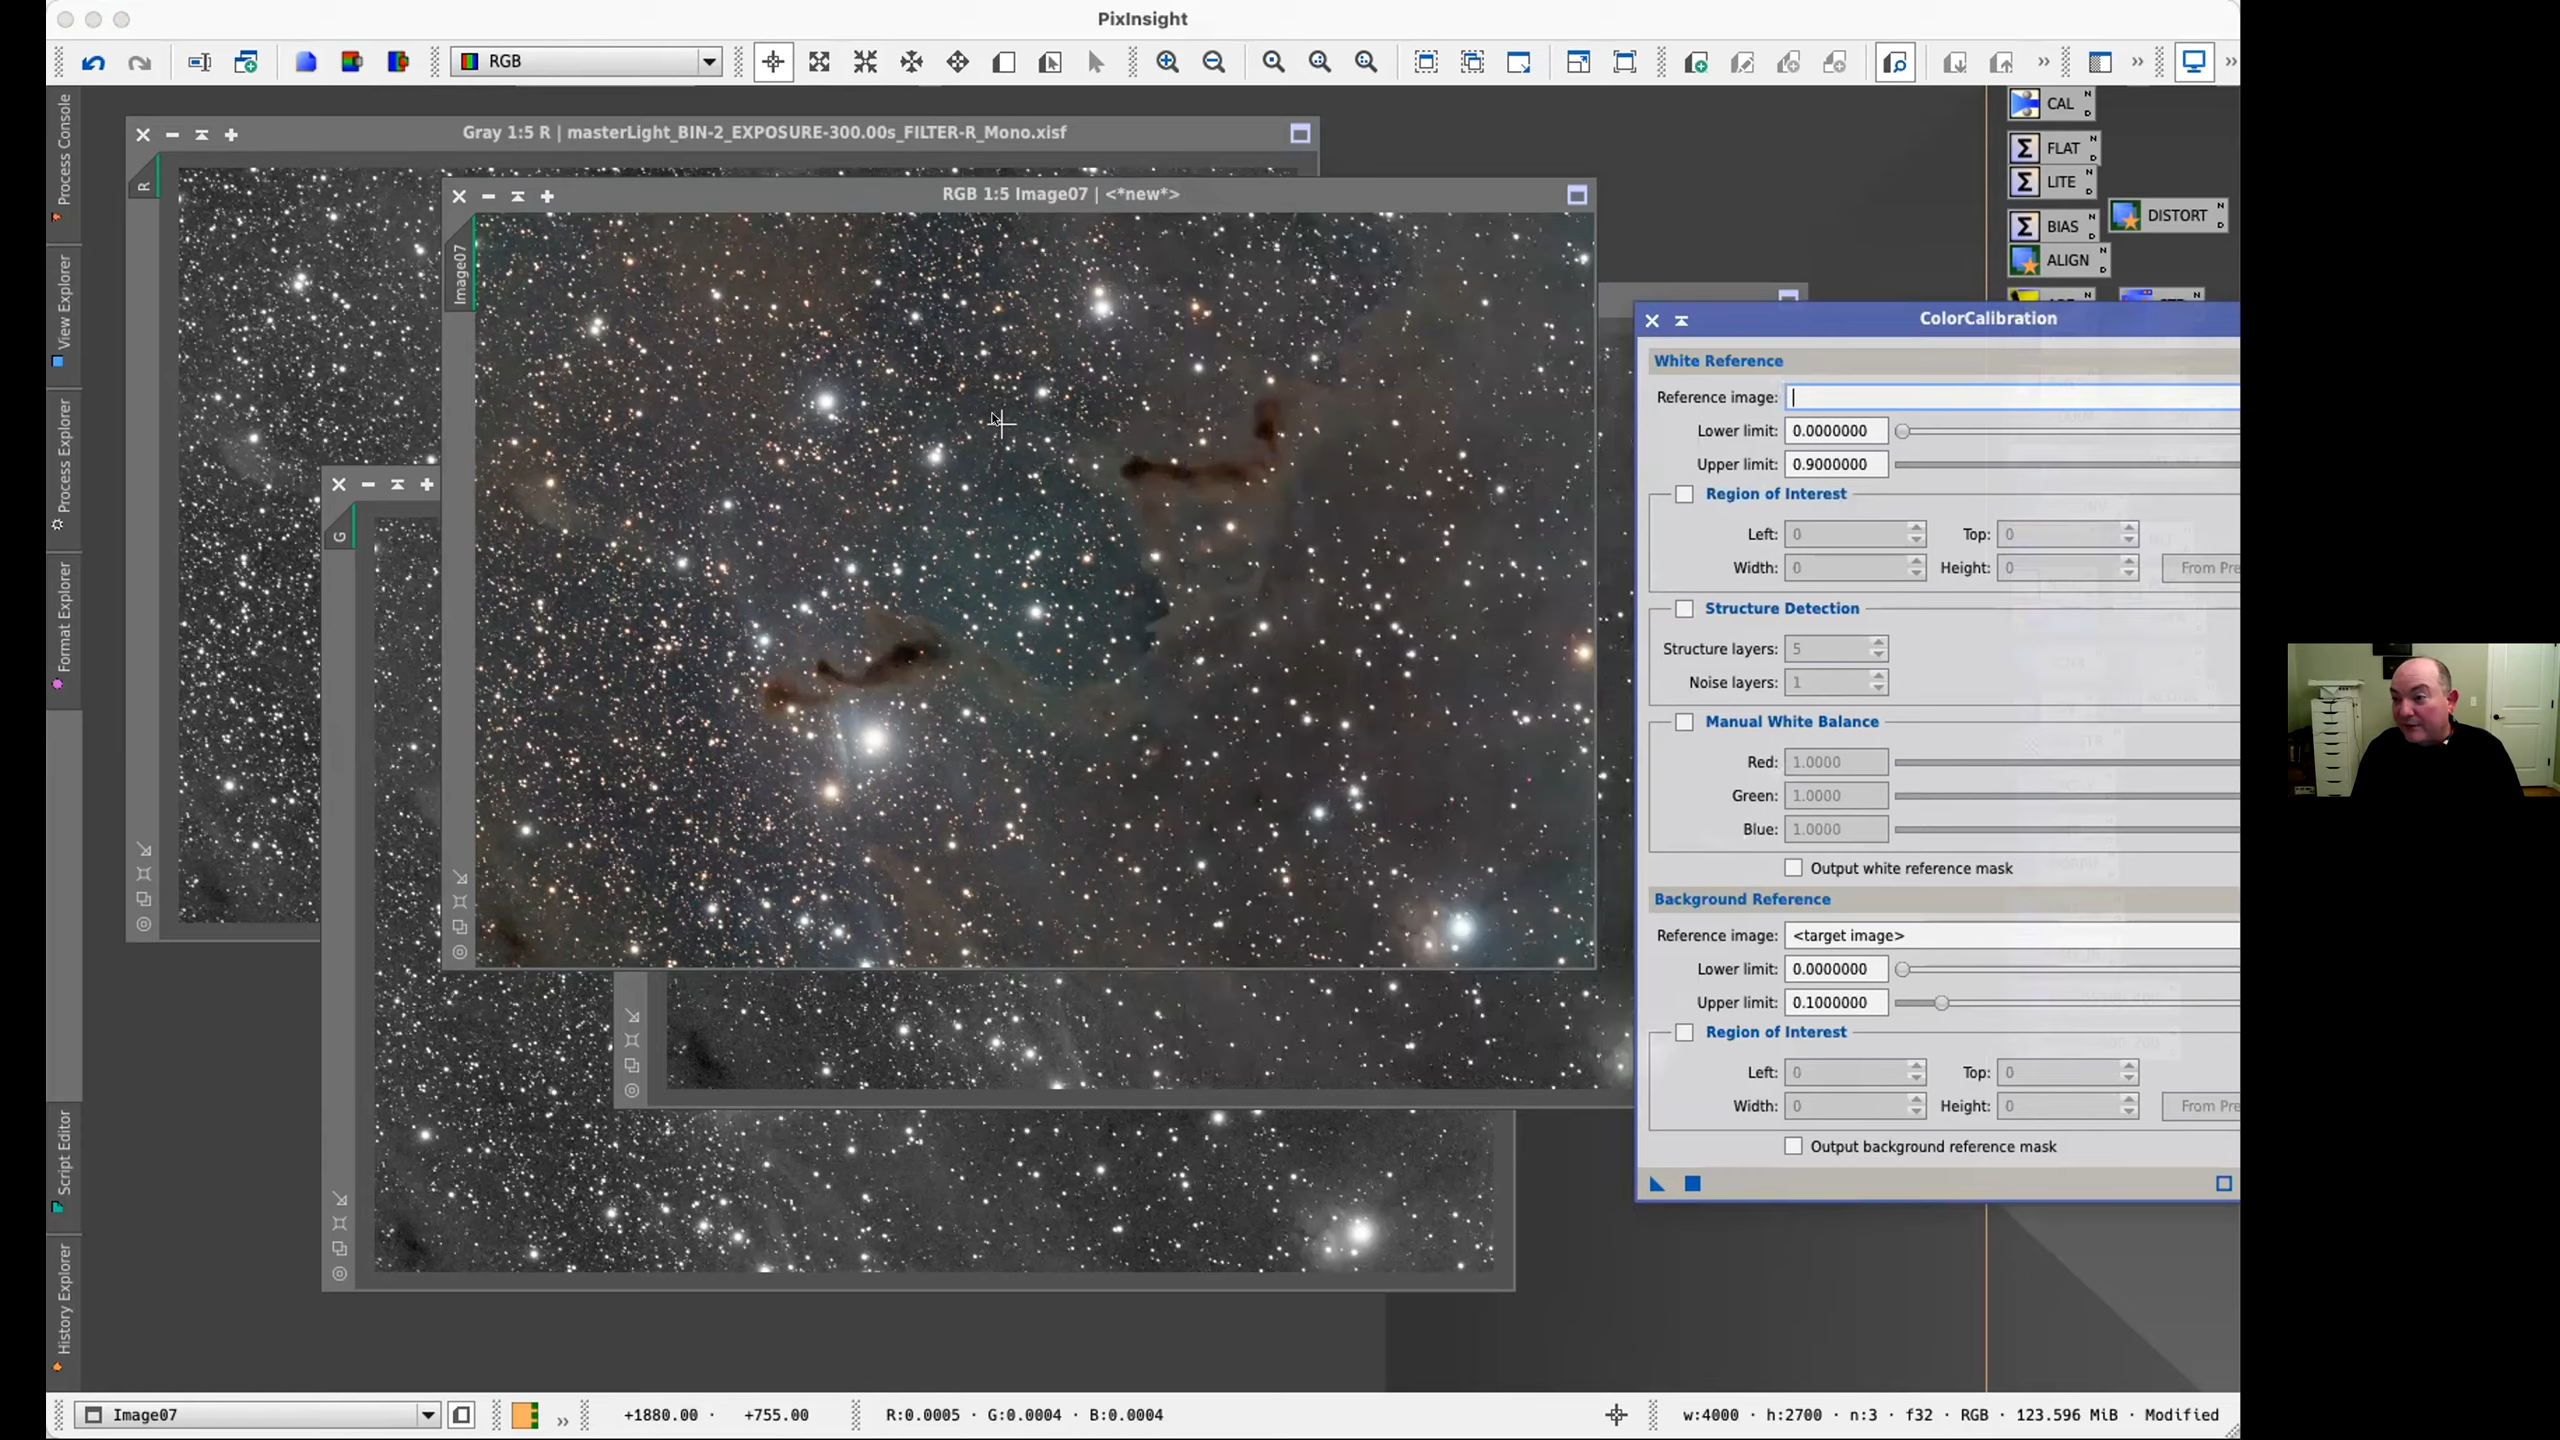 PixInsight
RGB
Process Console
View Explorer
Process Explorer
Format Explorer
Script Editor
History Explorer
Gray 1:5 R | masterLight_BIN-2_EXPOSURE-300.00s_FILTER-R_Mono.xisf
R
RGB 1:5 Image07 | <*new*>
Image07
G
CAL N D
FLAT N D
LITE N D
BIAS N D
DISTORT N D
ALIGN N D
ColorCalibration
White Reference
Reference image:
Lower limit: 0.0000000
Upper limit: 0.9000000
Region of Interest
Left: 0 Top: 0
Width: 0 Height: 0 From Pre
Structure Detection
Structure layers: 5
Noise layers: 1
Manual White Balance
Red: 1.0000
Green: 1.0000
Blue: 1.0000
Output white reference mask
Background Reference
Reference image: <target image>
Lower limit: 0.0000000
Upper limit: 0.1000000
Region of Interest
Left: 0 Top: 0
Width: 0 Height: 0 From Pre
Output background reference mask
Image07 +1880.00 · +755.00 R:0.0005 · G:0.0004 · B:0.0004 w:4000 · h:2700 · n:3 · f32 · RGB · 123.596 MiB · Modified